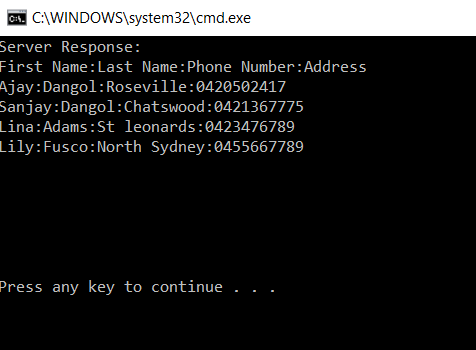 C:\WINDOWS\system32\cmd.exe
Server Response:
First Name:Last Name:Phone Number:Address
Ajay:Dangol:Roseville:0420502417
Sanjay:Dangol:Chatswood:0421367775
Lina:Adams:St leonards:0423476789
Lily:Fusco:North Sydney:0455667789
Press any key to continue . . .